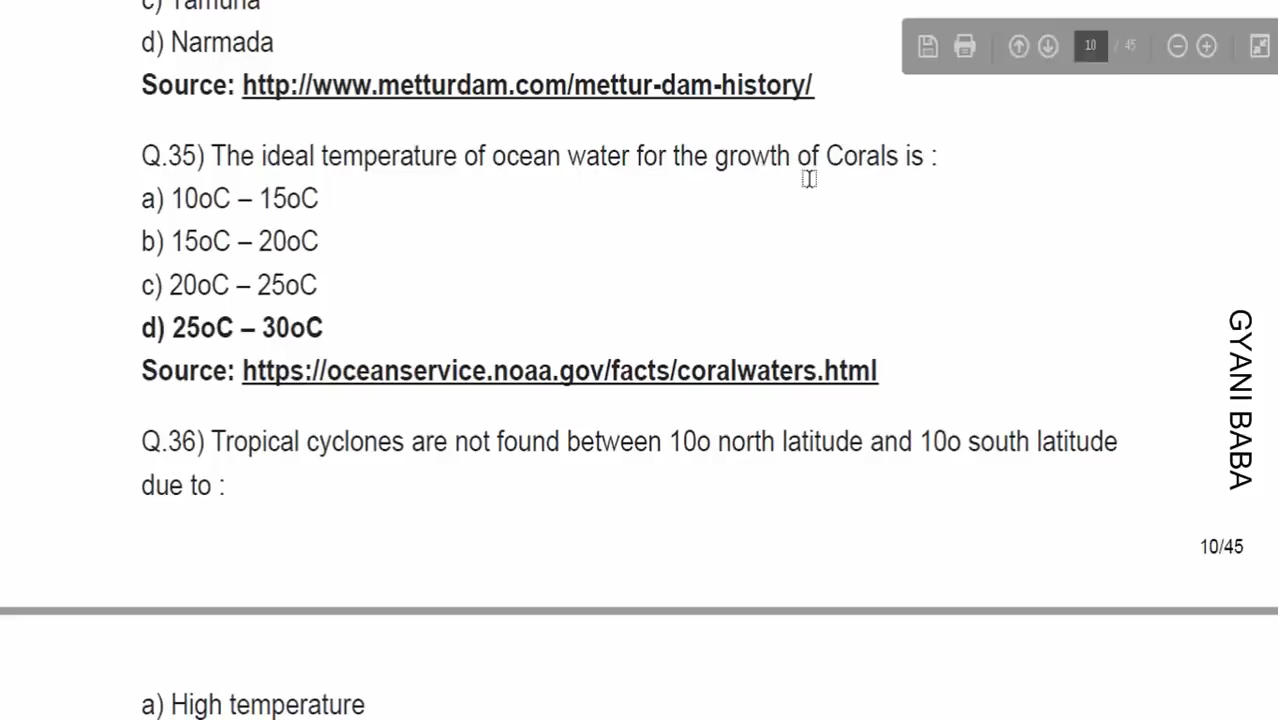 c) Yamuna
d) Narmada
Source: http://www.metturdam.com/mettur-dam-history/
10 / 45
Q.35) The ideal temperature of ocean water for the growth of Corals is :
a) 10oC – 15oC
b) 15oC – 20oC
c) 20oC – 25oC
d) 25oC – 30oC
Source: https://oceanservice.noaa.gov/facts/coralwaters.html
GYANI BABA
Q.36) Tropical cyclones are not found between 10o north latitude and 10o south latitude
due to :
10/45
a) High temperature